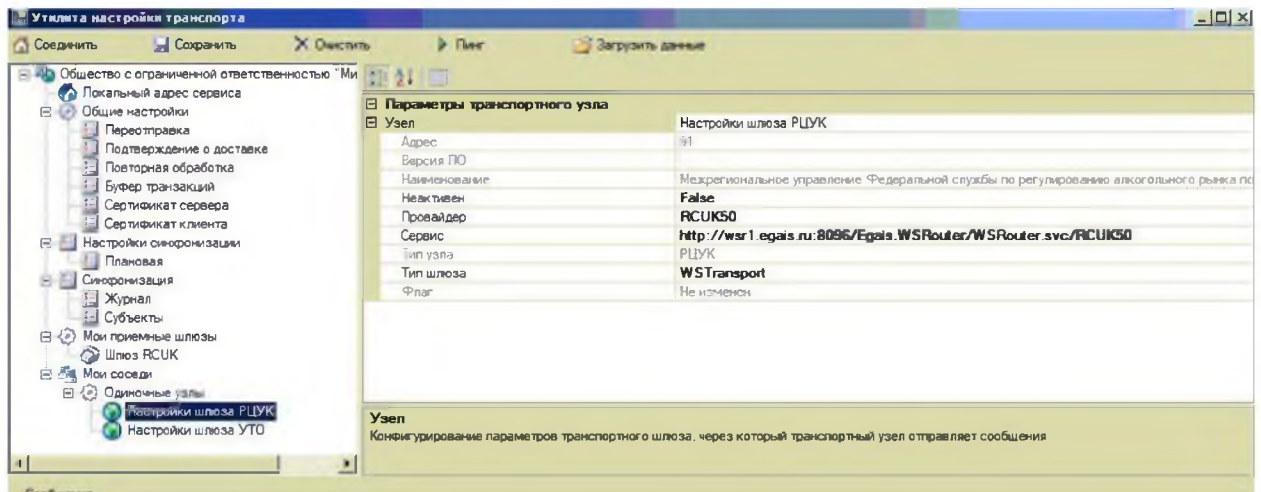 Утилита настройки транспорта
Соединить Сохранить Очистить Пинг Загрузить данные
Общество с ограниченной ответственностью "Ми
Локальный адрес сервиса
Общие настройки
Переотправка
Подтверждение о доставке
Повторная обработка
Буфер транзакций
Сертификат сервера
Сертификат клиента
Настройки синхронизации
Плановая
Синхронизация
Журнал
Субъекты
Мои приемные шлюзы
Шлюз RCUK
Мои соседи
Одиночные узлы
Настройки шлюза РЦУК
Настройки шлюза УТО
Параметры транспортного узла
Узел Настройки шлюза РЦУК
Адрес
Версия ПО
Наименование Межрегиональное управление Федеральной службы по регулированию алкогольного рынка по
Неактивен False
Провайдер RCUK50
Сервис http://wsr1.egais.ru:8096/Egais.WSRouter/WSRouter.svc/RCUK50
Тип узла РЦУК
Тип шлюза WSTransport
Флаг Не изменен
Узел
Конфигурирование параметров транспортного шлюза, через который транспортный узел отправляет сообщения